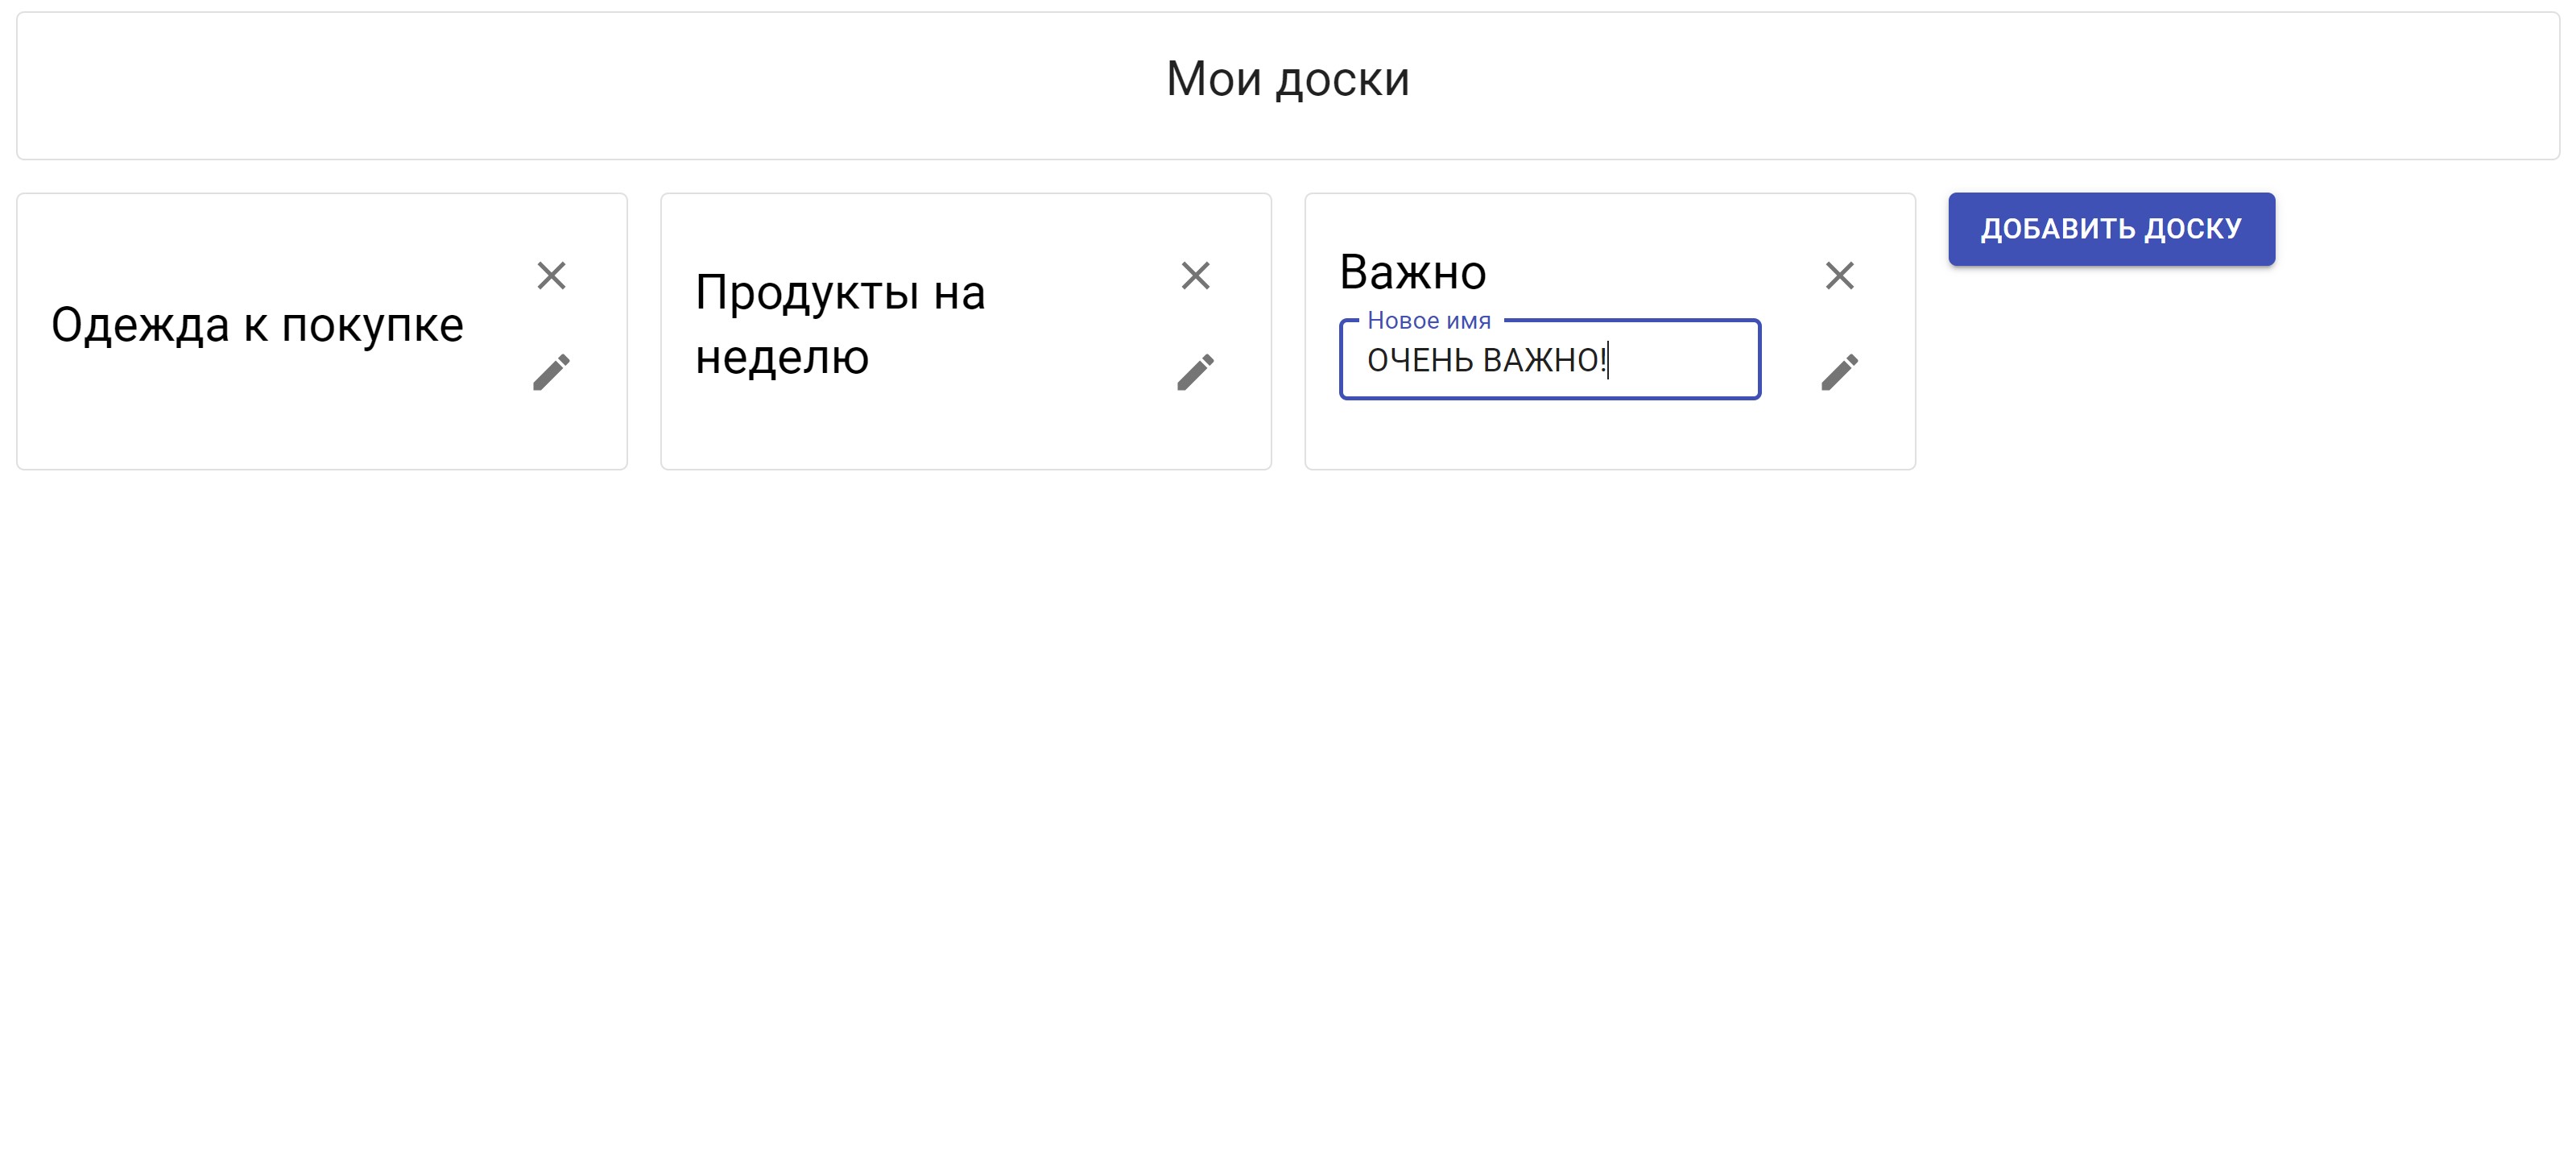 Мои доски
Одежда к покупке
Продукты на
неделю
Важно
Новое имя
ОЧЕНЬ ВАЖНО!
ДОБАВИТЬ ДОСКУ